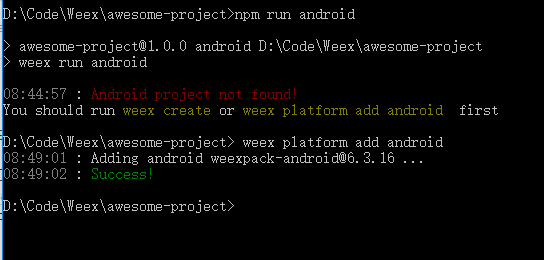 D:\Code\Weex\awesome-project>npm run android
> awesome-project@1.0.0 android D:\Code\Weex\awesome-project
> weex run android
08:44:57 : Android project not found!
You should run weex create or weex platform add android  first
D:\Code\Weex\awesome-project> weex platform add android
08:49:01 : Adding android weexpack-android@6.3.16 ...
08:49:02 : Success!
D:\Code\Weex\awesome-project>